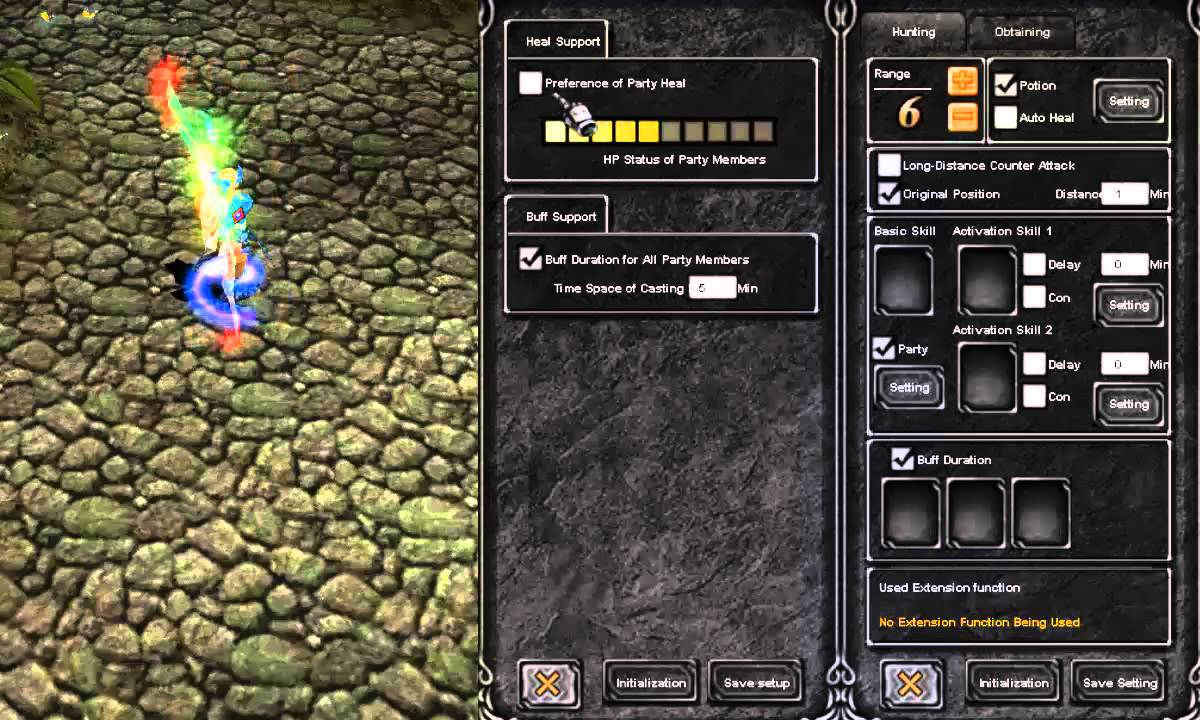 Heal Support
Preference of Party Heal
HP Status of Party Members
Buff Support
Buff Duration for All Party Members
Time Space of Casting 5 Min
Initialization
Save setup
Hunting
Obtaining
Range
6
Potion
Auto Heal
Setting
Long-Distance Counter Attack
Original Position Distance 1 Min
Basic Skill
Activation Skill 1
Delay 0 Min
Con
Setting
Activation Skill 2
Party
Delay 0 Min
Setting
Con
Setting
Buff Duration
Used Extension function
No Extension Function Being Used
Initialization
Save Setting